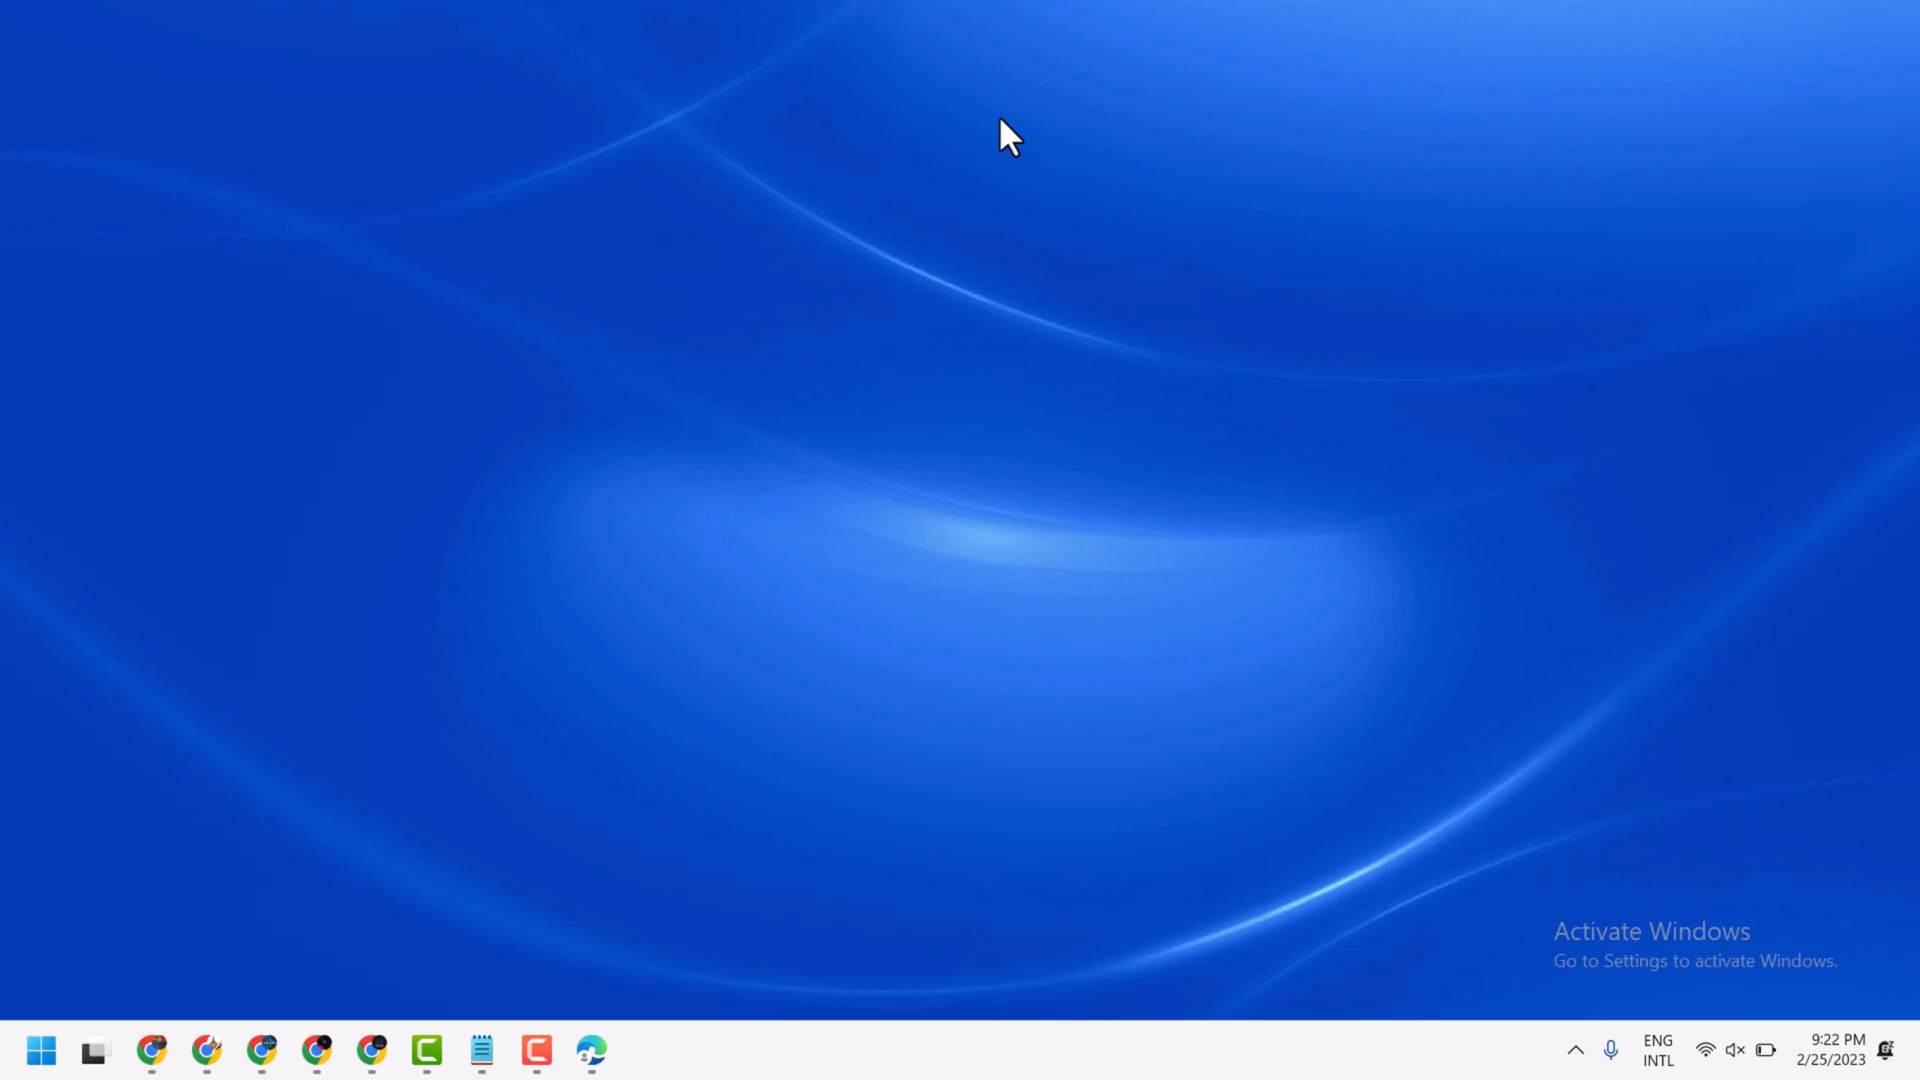 Activate Windows
Go to Settings to activate Windows.
ENG
INTL
9:22 PM
2/25/2023